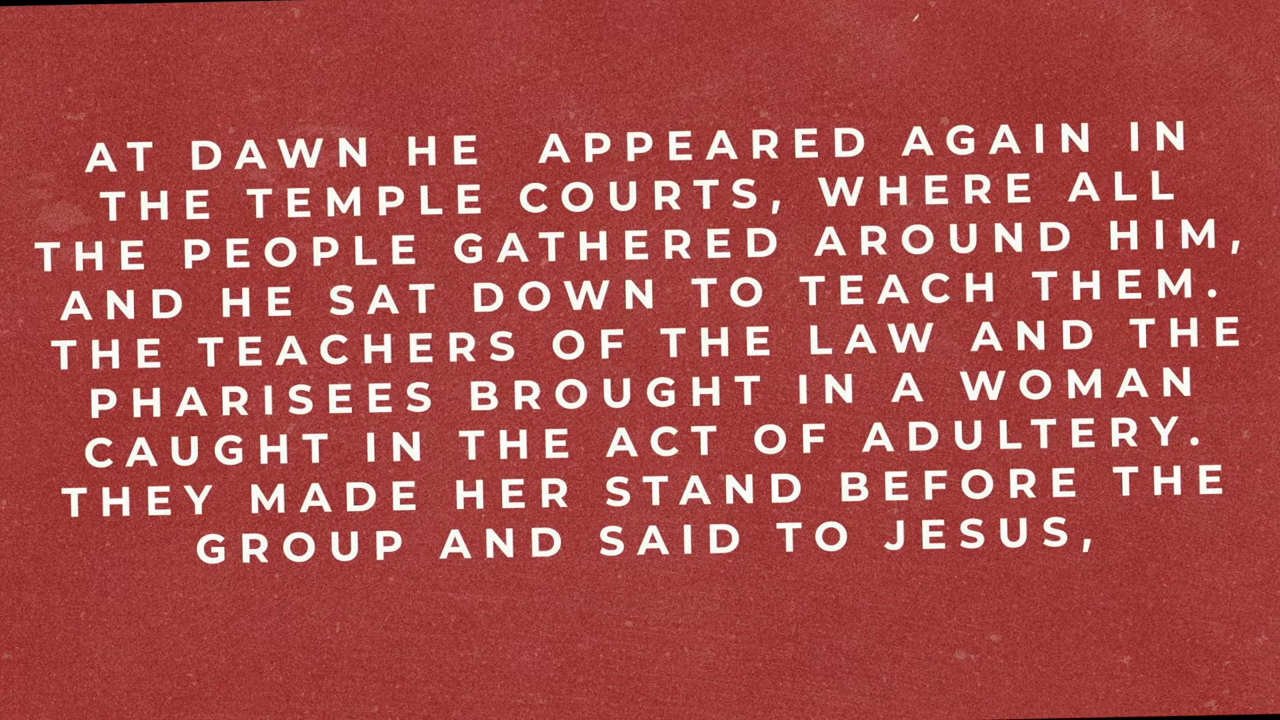 AT DAWN HE  APPEARED AGAIN IN
THE TEMPLE COURTS, WHERE ALL
THE PEOPLE GATHERED AROUND HIM,
AND HE SAT DOWN TO TEACH THEM.
THE TEACHERS OF THE LAW AND THE
PHARISEES BROUGHT IN A WOMAN
CAUGHT IN THE ACT OF ADULTERY.
THEY MADE HER STAND BEFORE THE
GROUP AND SAID TO JESUS,